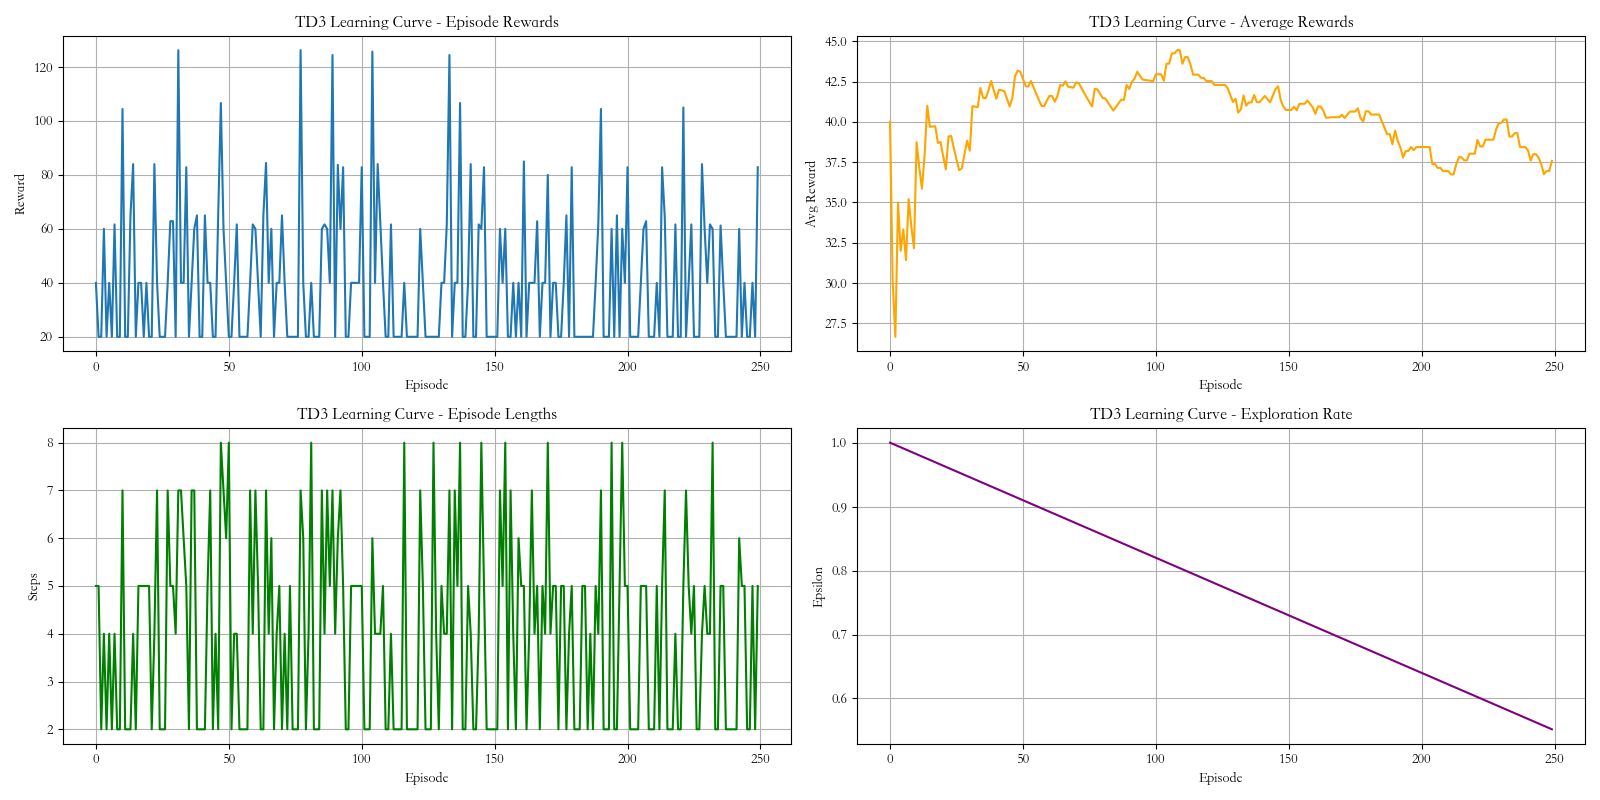 TD3 Learning Curve - Episode Rewards
Reward
120
100
80
60
40
20
0 50 100 150 200 250
Episode
TD3 Learning Curve - Average Rewards
Avg Reward
45.0
42.5
40.0
37.5
35.0
32.5
30.0
27.5
0 50 100 150 200 250
Episode
TD3 Learning Curve - Episode Lengths
Steps
8
7
6
5
4
3
2
0 50 100 150 200 250
Episode
TD3 Learning Curve - Exploration Rate
Epsilon
1.0
0.9
0.8
0.7
0.6
0 50 100 150 200 250
Episode